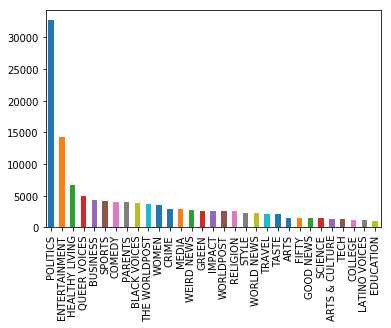 30000
25000
20000
15000
10000
5000
0
POLITICS
ENTERTAINMENT
HEALTHY LIVING
QUEER VOICES
BUSINESS
SPORTS
COMEDY
PARENTS
BLACK VOICES
THE WORLDPOST
WOMEN
CRIME
MEDIA
WEIRD NEWS
GREEN
IMPACT
WORLDPOST
RELIGION
STYLE
WORLD NEWS
TRAVEL
TASTE
ARTS
FIFTY
GOOD NEWS
SCIENCE
ARTS & CULTURE
TECH
COLLEGE
LATINO VOICES
EDUCATION